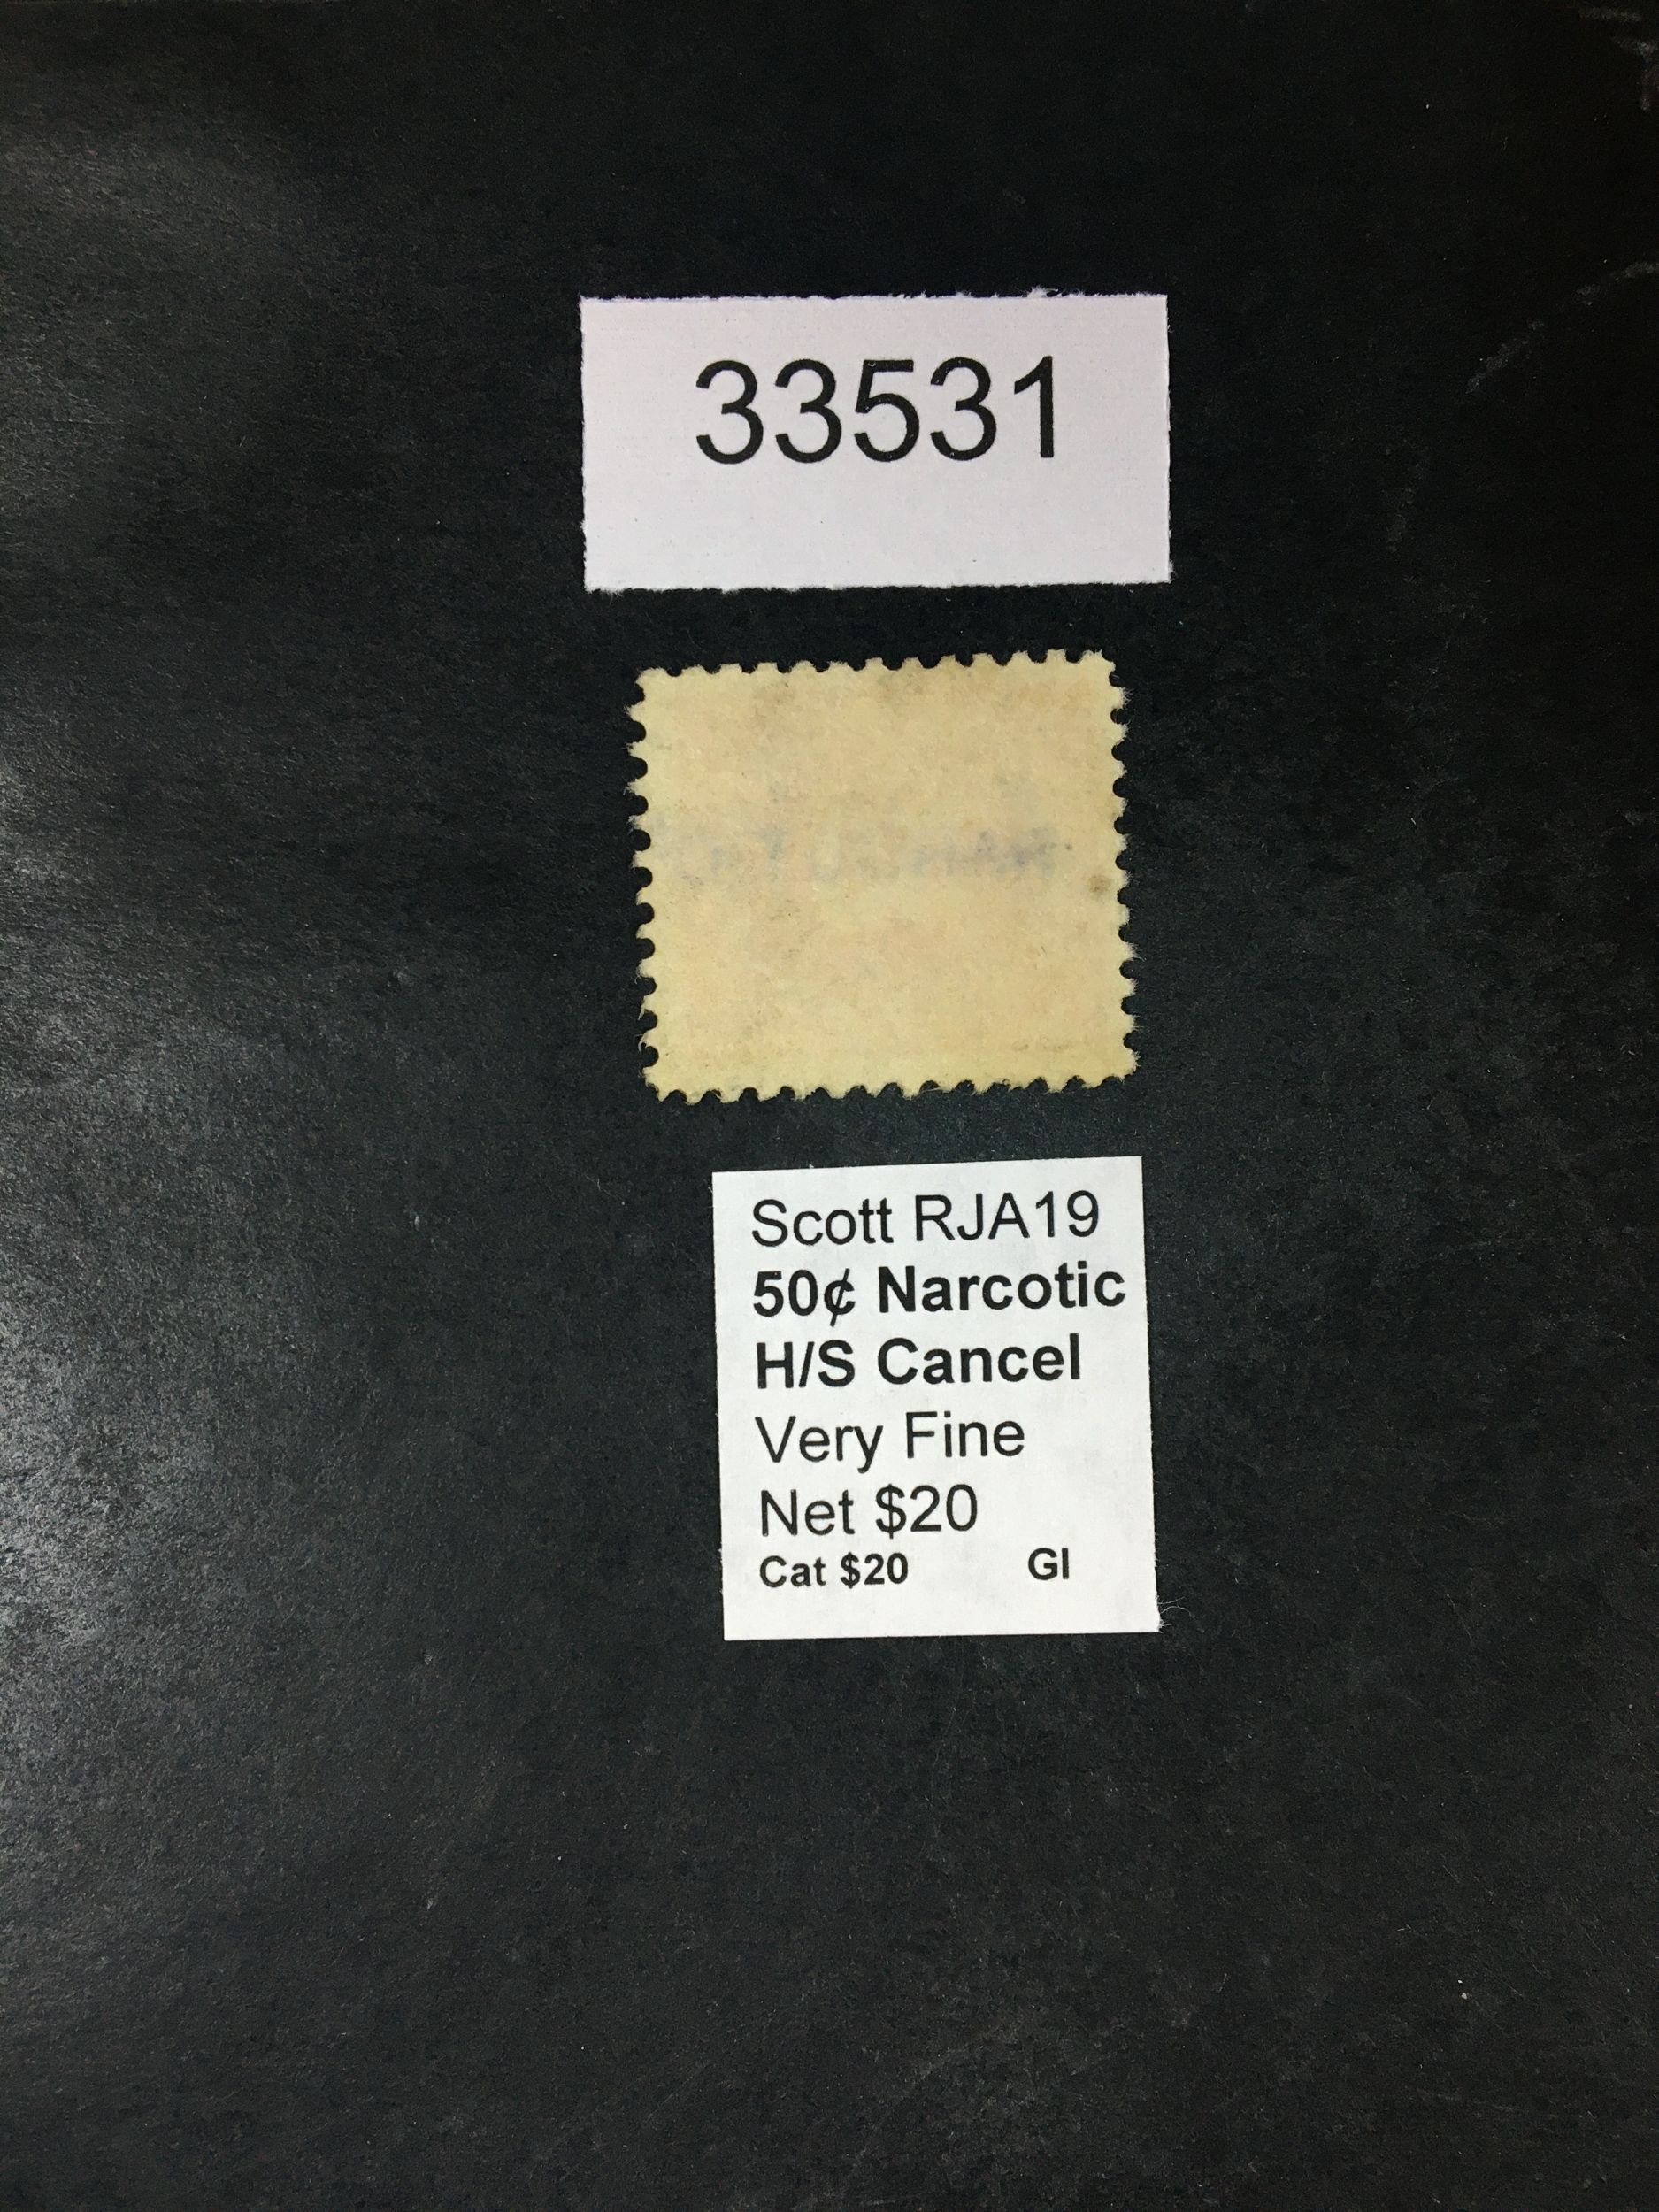 33531
Scott RJA19
50¢ Narcotic
H/S Cancel
Very Fine
Net $20
Cat $20 GI